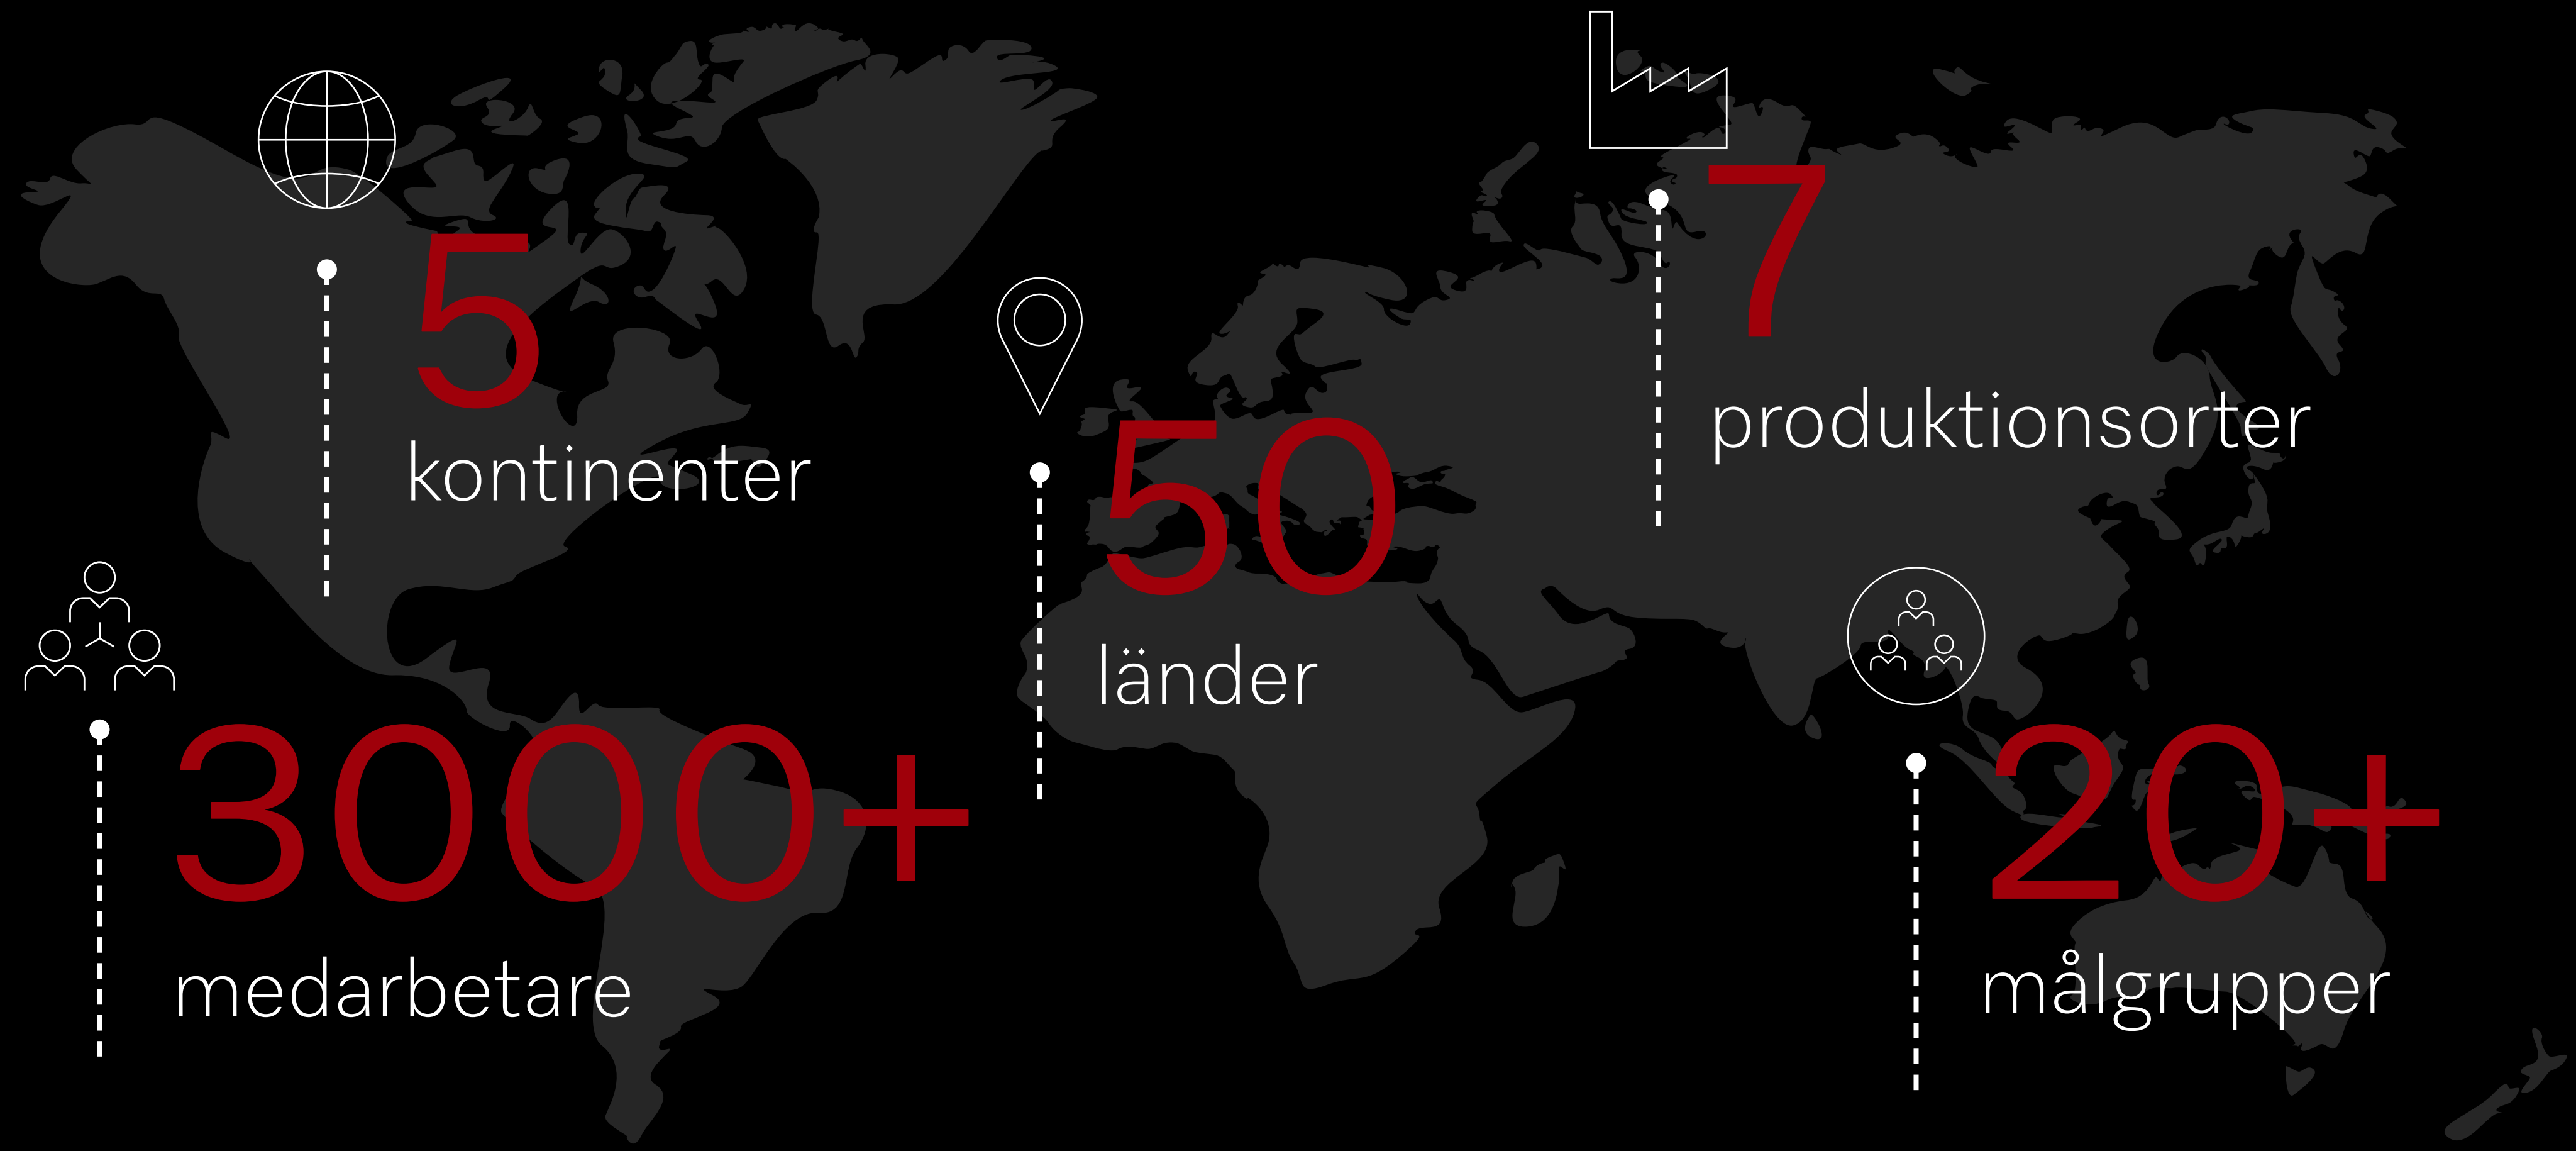 5
kontinenter
3000+
medarbetare
50
länder
7
produktionsorter
20+
målgrupper